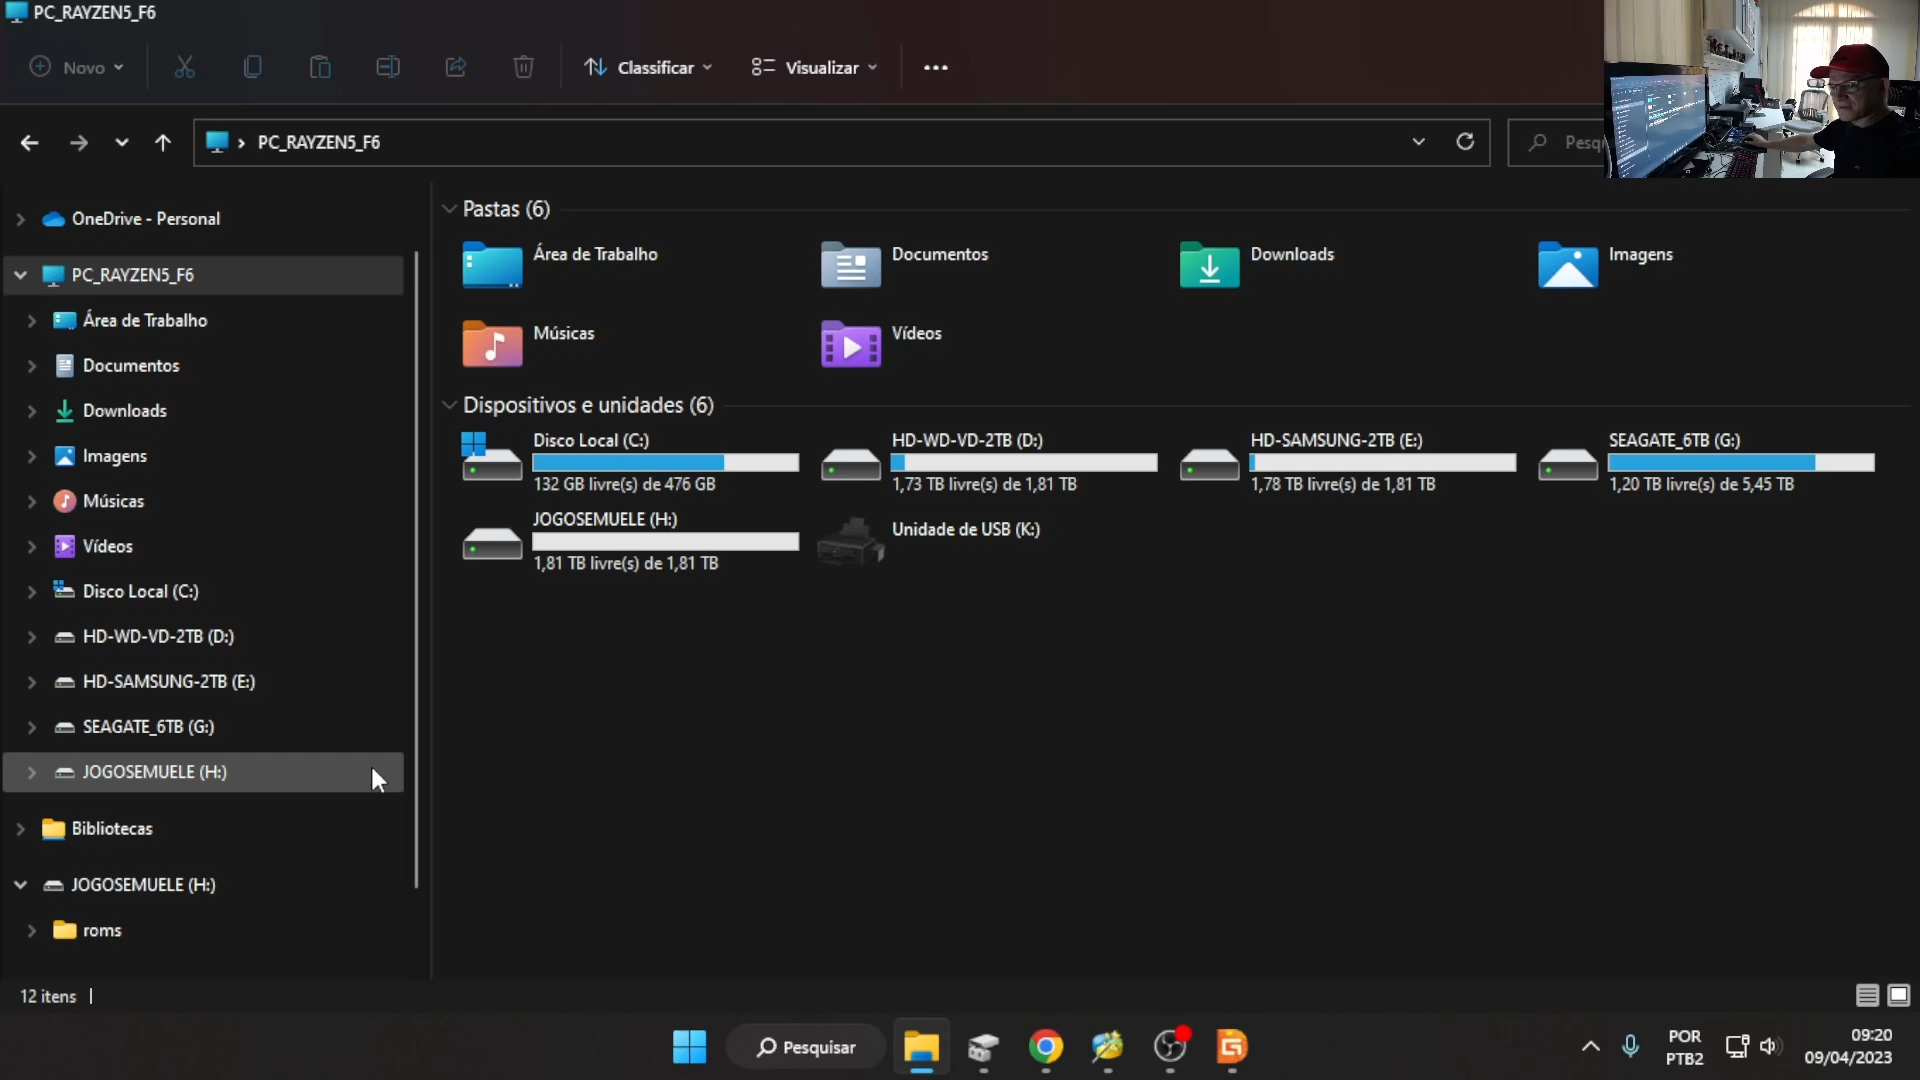 PC_RAYZEN5_F6
Novo
Classificar
Visualizar
PC_RAYZEN5_F6
OneDrive - Personal
PC_RAYZEN5_F6
Área de Trabalho
Documentos
Downloads
Imagens
Músicas
Vídeos
Disco Local (C:)
HD-WD-VD-2TB (D:)
HD-SAMSUNG-2TB (E:)
SEAGATE_6TB (G:)
JOGOSEMUELE (H:)
Bibliotecas
JOGOSEMUELE (H:)
roms
Pastas (6)
Área de Trabalho
Documentos
Downloads
Imagens
Músicas
Vídeos
Dispositivos e unidades (6)
Disco Local (C:)
132 GB livre(s) de 476 GB
HD-WD-VD-2TB (D:)
1,73 TB livre(s) de 1,81 TB
HD-SAMSUNG-2TB (E:)
1,78 TB livre(s) de 1,81 TB
SEAGATE_6TB (G:)
1,20 TB livre(s) de 5,45 TB
JOGOSEMUELE (H:)
1,81 TB livre(s) de 1,81 TB
Unidade de USB (K:)
12 itens
Pesquisar
POR
PTB2
09:20
09/04/2023